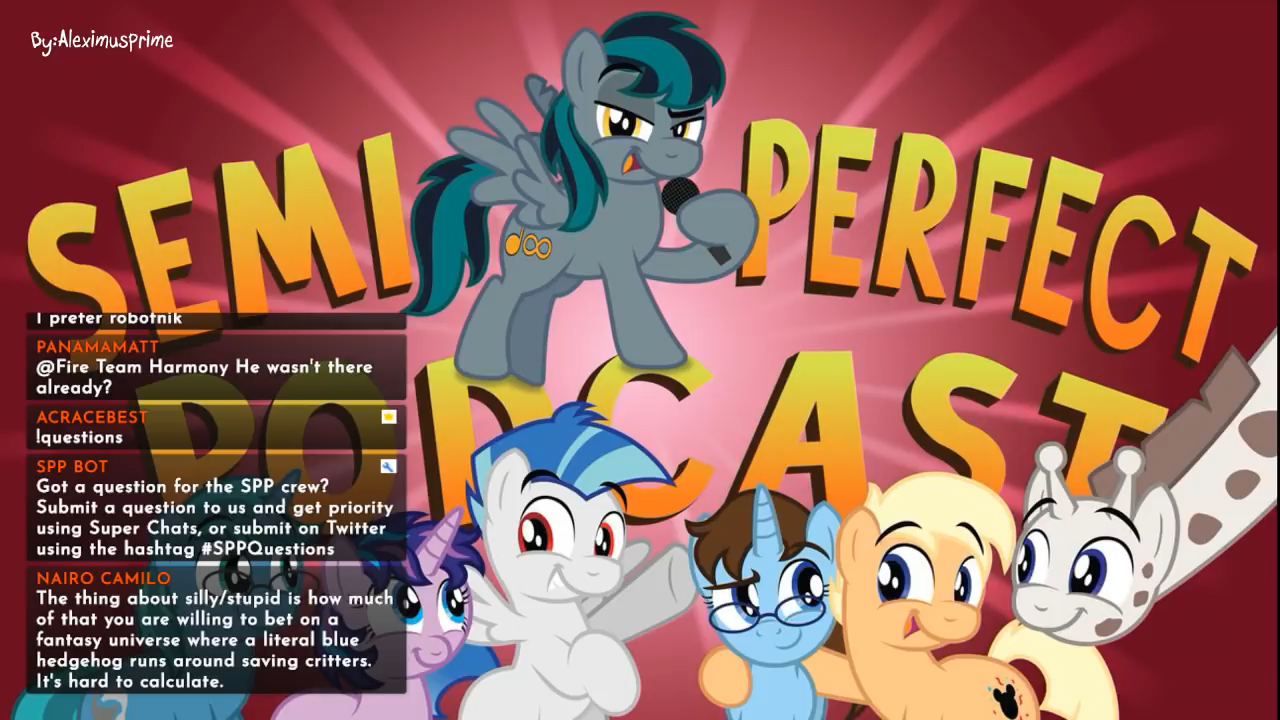 By:Aleximusprime
SEMI PERFECT
PODCAST
I prefer robotnik
PANAMAMATT
@Fire Team Harmony He wasn't there
already?
ACRACEBEST
!questions
SPP BOT
Got a question for the SPP crew?
Submit a question to us and get priority
using Super Chats, or submit on Twitter
using the hashtag #SPPQuestions
NAIRO CAMILO
The thing about silly/stupid is how much
of that you are willing to bet on a
fantasy universe where a literal blue
hedgehog runs around saving critters.
It's hard to calculate.